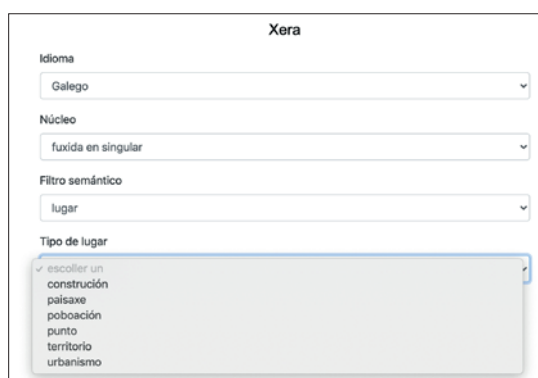 Xera
Idioma
Galego
Núcleo
fuxida en singular
Filtro semántico
lugar
Tipo de lugar
✓ escoller un
construción
paisaxe
poboación
punto
territorio
urbanismo